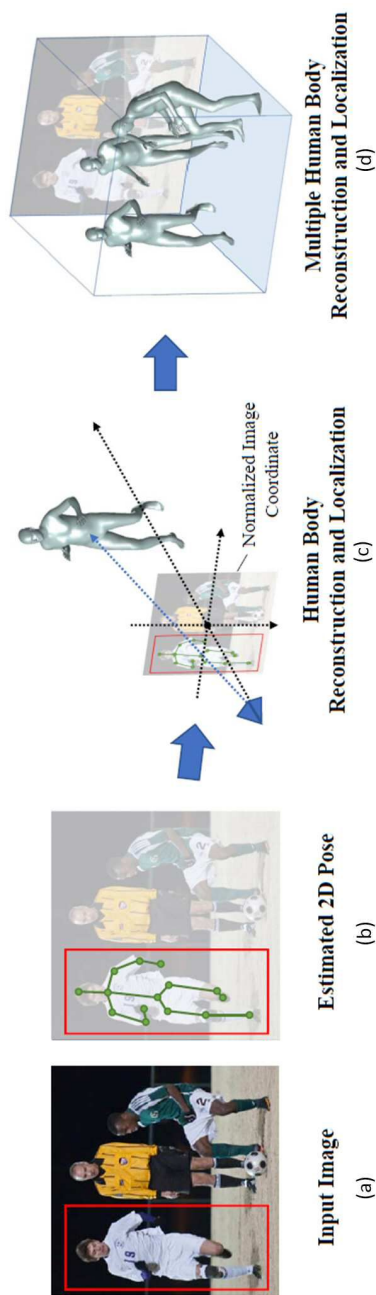 Input Image
(a)
Estimated 2D Pose
(b)
Normalized Image
Coordinate
Human Body
Reconstruction and Localization
(c)
Multiple Human Body
Reconstruction and Localization
(d)